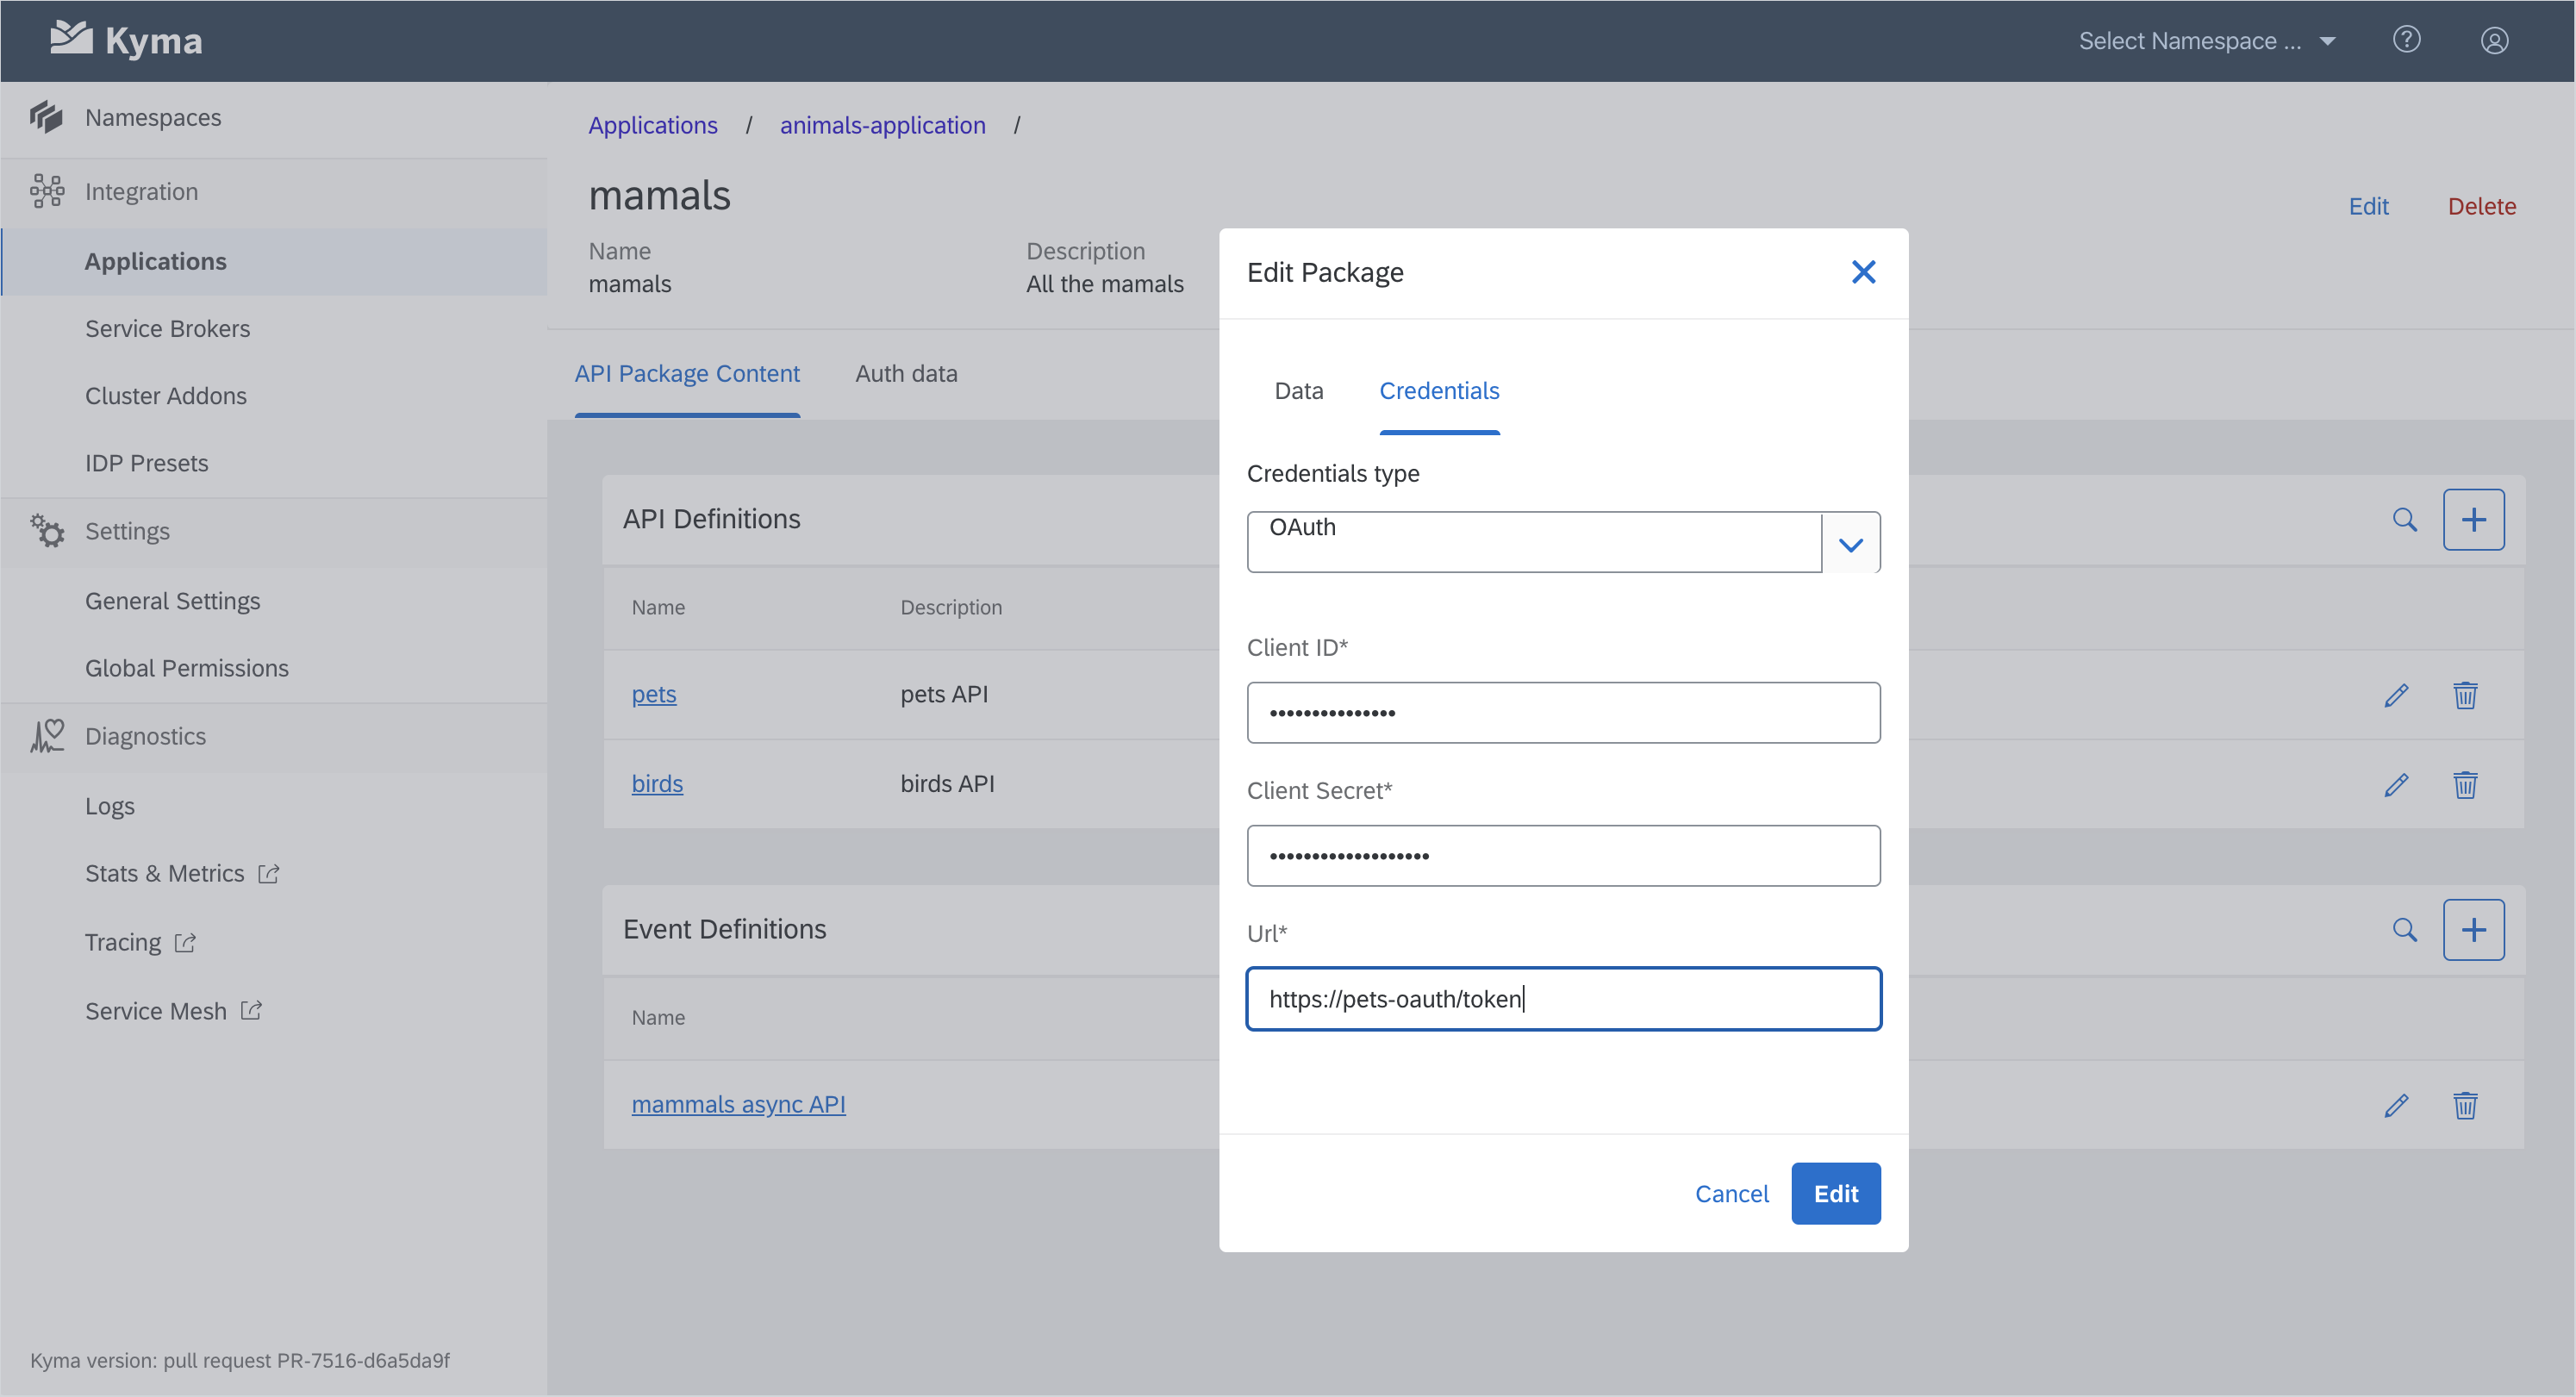 Kyma
Select Namespace ...
Namespaces
Integration
Applications
Service Brokers
Cluster Addons
IDP Presets
Settings
General Settings
Global Permissions
Diagnostics
Logs
Stats & Metrics
Tracing
Service Mesh
Kyma version: pull request PR-7516-d6a5da9f
Applications / animals-application /
mamals
Edit Delete
Name Description
mamals All the mamals
API Package Content Auth data
API Definitions
Name Description
pets pets API
birds birds API
Event Definitions
Name
mammals async API
Edit Package
Data Credentials
Credentials type
OAuth
Client ID*
•••••••••••••••
Client Secret*
•••••••••••••••••••
Url*
https://pets-oauth/token
Cancel Edit